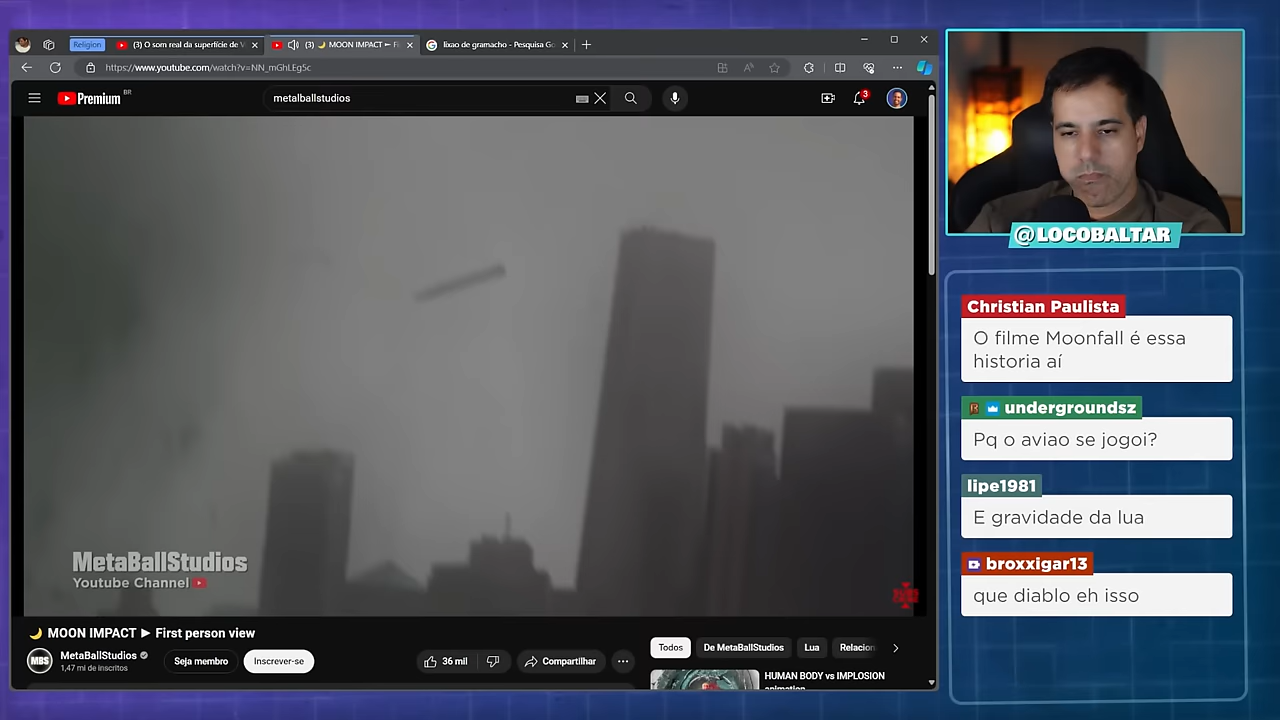 Religion
(3) O som real da superfície de V
(3) 🌙 MOON IMPACT ► Fi
lixao de gramacho - Pesquisa Go
https://www.youtube.com/watch?v=NN_mGhLEg5c
Premium BR
metalballstudios
3
@LOCOBALTAR
Christian Paulista
O filme Moonfall é essa
historia aí
undergroundsz
Pq o aviao se jogoi?
lipe1981
E gravidade da lua
broxxigar13
que diablo eh isso
MetaBallStudios
Youtube Channel
🌙 MOON IMPACT ► First person view
MBS
MetaBallStudios
1,47 mi de inscritos
Seja membro
Inscrever-se
36 mil
Compartilhar
Todos
De MetaBallStudios
Lua
Relacion
HUMAN BODY vs IMPLOSION
animation